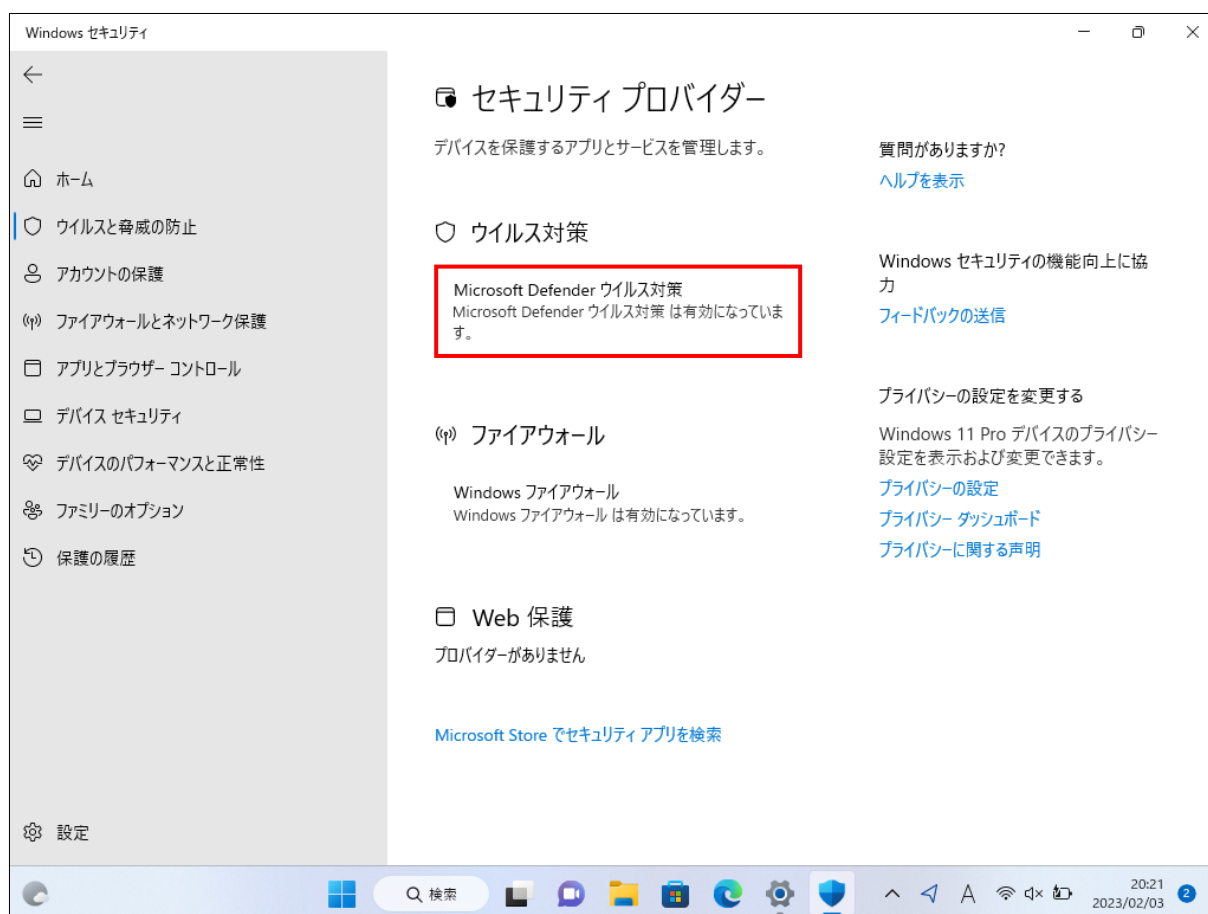 Windows セキュリティ
ホーム
ウイルスと脅威の防止
アカウントの保護
ファイアウォールとネットワーク保護
アプリとブラウザー コントロール
デバイス セキュリティ
デバイスのパフォーマンスと正常性
ファミリーのオプション
保護の履歴
設定
セキュリティ プロバイダー
デバイスを保護するアプリとサービスを管理します。
ウイルス対策
Microsoft Defender ウイルス対策
Microsoft Defender ウイルス対策 は有効になっていま
す。
ファイアウォール
Windows ファイアウォール
Windows ファイアウォール は有効になっています。
Web 保護
プロバイダーがありません
Microsoft Store でセキュリティ アプリを検索
質問がありますか?
ヘルプを表示
Windows セキュリティの機能向上に協
力
フィードバックの送信
プライバシーの設定を変更する
Windows 11 Pro デバイスのプライバシー
設定を表示および変更できます。
プライバシーの設定
プライバシー ダッシュボード
プライバシーに関する声明
検索
A
20:21
2023/02/03
2